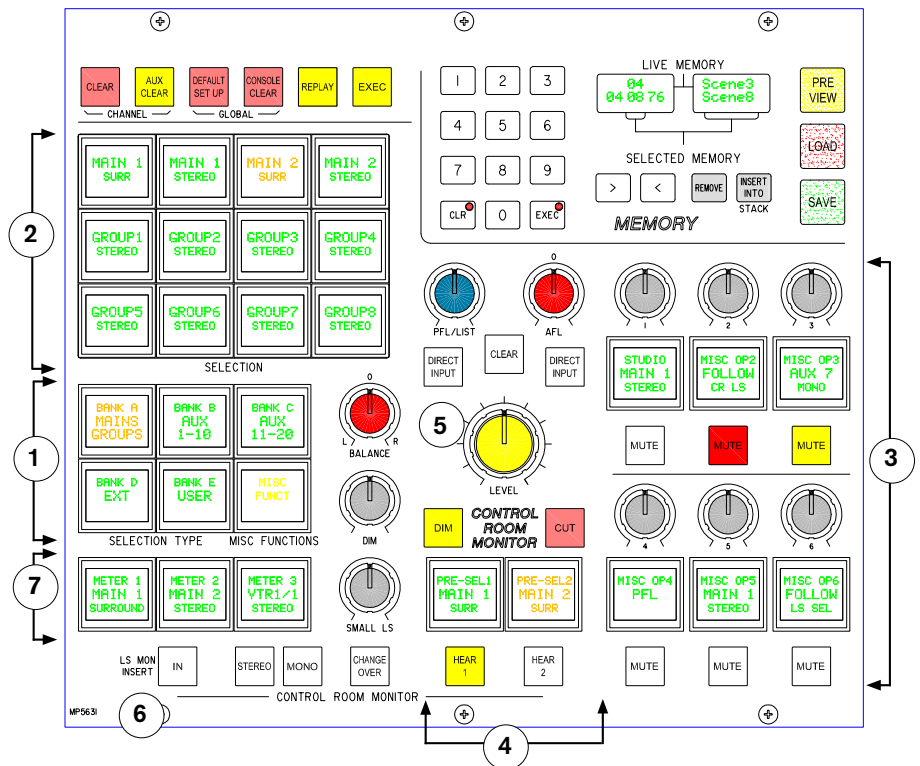 CLEAR
AUX
CLEAR
DEFAULT
SET UP
CONSOLE
CLEAR
REPLAY
EXEC
CHANNEL
GLOBAL
1
2
3
4
5
6
7
8
9
CLR
0
EXEC
LIVE MEMORY
04
04 08 76
Scene3
Scene8
SELECTED MEMORY
>
<
REMOVE
INSERT
INTO
STACK
MEMORY
PRE
VIEW
LOAD
SAVE
2
MAIN 1
SURR
MAIN 1
STEREO
MAIN 2
SURR
MAIN 2
STEREO
GROUP1
STEREO
GROUP2
STEREO
GROUP3
STEREO
GROUP4
STEREO
GROUP5
STEREO
GROUP6
STEREO
GROUP7
STEREO
GROUP8
STEREO
SELECTION
PFL/LIST
0
AFL
DIRECT
INPUT
CLEAR
DIRECT
INPUT
1
2
3
STUDIO
MAIN 1
STEREO
MISC OP2
FOLLOW
CR LS
MISC OP3
AUX 7
MONO
MUTE
MUTE
MUTE
3
1
BANK A
MAINS
GROUPS
BANK B
AUX
1-10
BANK C
AUX
11-20
BANK D
EXT
BANK E
USER
MISC
FUNCT
SELECTION TYPE
MISC FUNCTIONS
0
L
R
BALANCE
DIM
5
LEVEL
DIM
CONTROL
ROOM
MONITOR
CUT
4
5
6
7
METER 1
MAIN 1
SURROUND
METER 2
MAIN 2
STEREO
METER 3
YTR1/1
STEREO
SMALL LS
PRE-SEL1
MAIN 1
SURR
PRE-SEL2
MAIN 2
SURR
MISC OP4
PFL
MISC OP5
MAIN 1
STEREO
MISC OP6
FOLLOW
LS SEL
LS MON
INSERT
IN
STEREO
MONO
CHANGE
OVER
HEAR
1
HEAR
2
MUTE
MUTE
MUTE
CONTROL ROOM MONITOR
MP5631
6
4